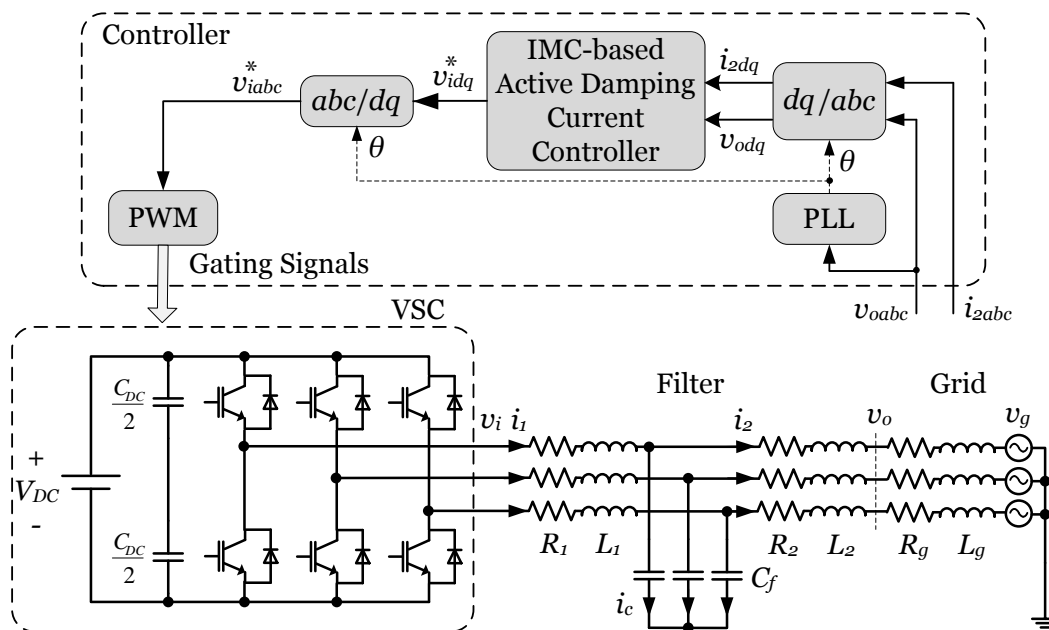 Controller
v*iabc
abc/dq
v*idq
IMC-based
Active Damping
Current
Controller
i2dq
vodq
dq/abc
θ
θ
PWM
PLL
Gating Signals
voabc
i2abc
VSC
Filter
Grid
CDC
2
vi i1
i2
vo
vg
+
VDC
-
CDC
2
R1
L1
R2
L2
Rg
Lg
Cf
ic